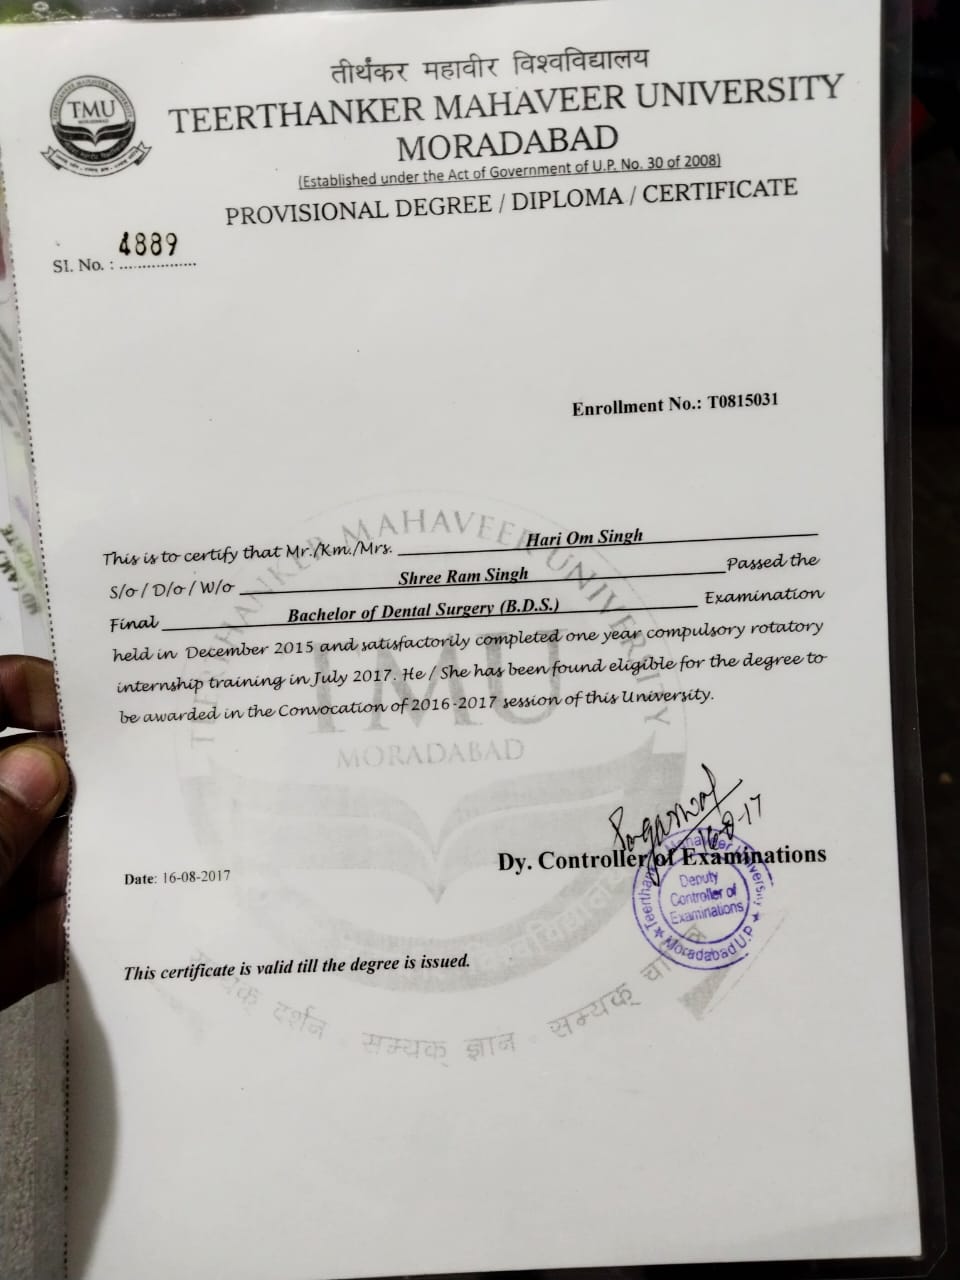 तीर्थंकर महावीर विश्वविद्यालय
TEERTHANKER MAHAVEER UNIVERSITY
MORADABAD
(Established under the Act of Government of U.P. No. 30 of 2008)
PROVISIONAL DEGREE / DIPLOMA / CERTIFICATE
TMU
MORADABAD
SI. No. : 4889
Enrollment No.: T0815031
This is to certify that Mr./Km./Mrs. Hari Om Singh
S/o / D/o / W/o Shree Ram Singh Passed the
Final Bachelor of Dental Surgery (B.D.S.) Examination
held in December 2015 and satisfactorily completed one year compulsory rotatory
internship training in July 2017. He / She has been found eligible for the degree to
be awarded in the Convocation of 2016-2017 session of this University.
TEERTHANKER MAHAVEER UNIVERSITY
TMU
MORADABAD
Dy. Controller of Examinations
Date: 16-08-2017
Teerthanker Mahaveer University
Deputy
Controller of
Examinations
Moradabad U.P.
This certificate is valid till the degree is issued.
सम्यक् दर्शन सम्यक् ज्ञान सम्यक्